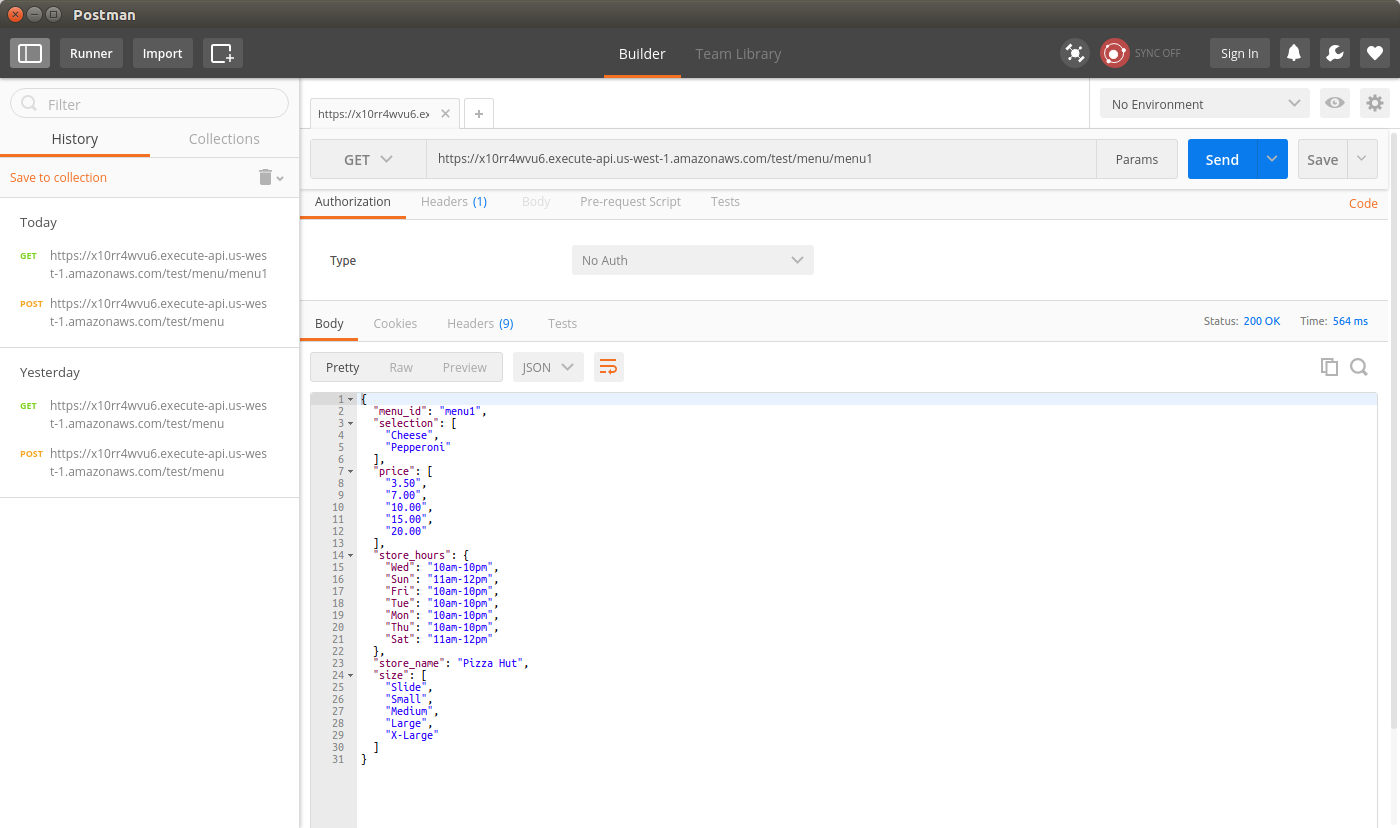 Postman
Runner
Import
Builder
Team Library
SYNC OFF
Sign In
Filter
History
Collections
Save to collection
Today
GET https://x10rr4wvu6.execute-api.us-wes
t-1.amazonaws.com/test/menu/menu1
POST https://x10rr4wvu6.execute-api.us-wes
t-1.amazonaws.com/test/menu
Yesterday
GET https://x10rr4wvu6.execute-api.us-wes
t-1.amazonaws.com/test/menu
POST https://x10rr4wvu6.execute-api.us-wes
t-1.amazonaws.com/test/menu
https://x10rr4wvu6.ex
No Environment
GET https://x10rr4wvu6.execute-api.us-west-1.amazonaws.com/test/menu/menu1 Params Send Save
Authorization Headers (1) Body Pre-request Script Tests Code
Type No Auth
Body Cookies Headers (9) Tests Status: 200 OK Time: 564 ms
Pretty Raw Preview JSON
1 {
2 "menu_id": "menu1",
3 "selection": [
4 "Cheese",
5 "Pepperoni"
6 ],
7 "price": [
8 "3.50",
9 "7.00",
10 "10.00",
11 "15.00",
12 "20.00"
13 ],
14 "store_hours": {
15 "Wed": "10am-10pm",
16 "Sun": "11am-12pm",
17 "Fri": "10am-10pm",
18 "Tue": "10am-10pm",
19 "Mon": "10am-10pm",
20 "Thu": "10am-10pm",
21 "Sat": "11am-12pm"
22 },
23 "store_name": "Pizza Hut",
24 "size": [
25 "Slide",
26 "Small",
27 "Medium",
28 "Large",
29 "X-Large"
30 ]
31 }